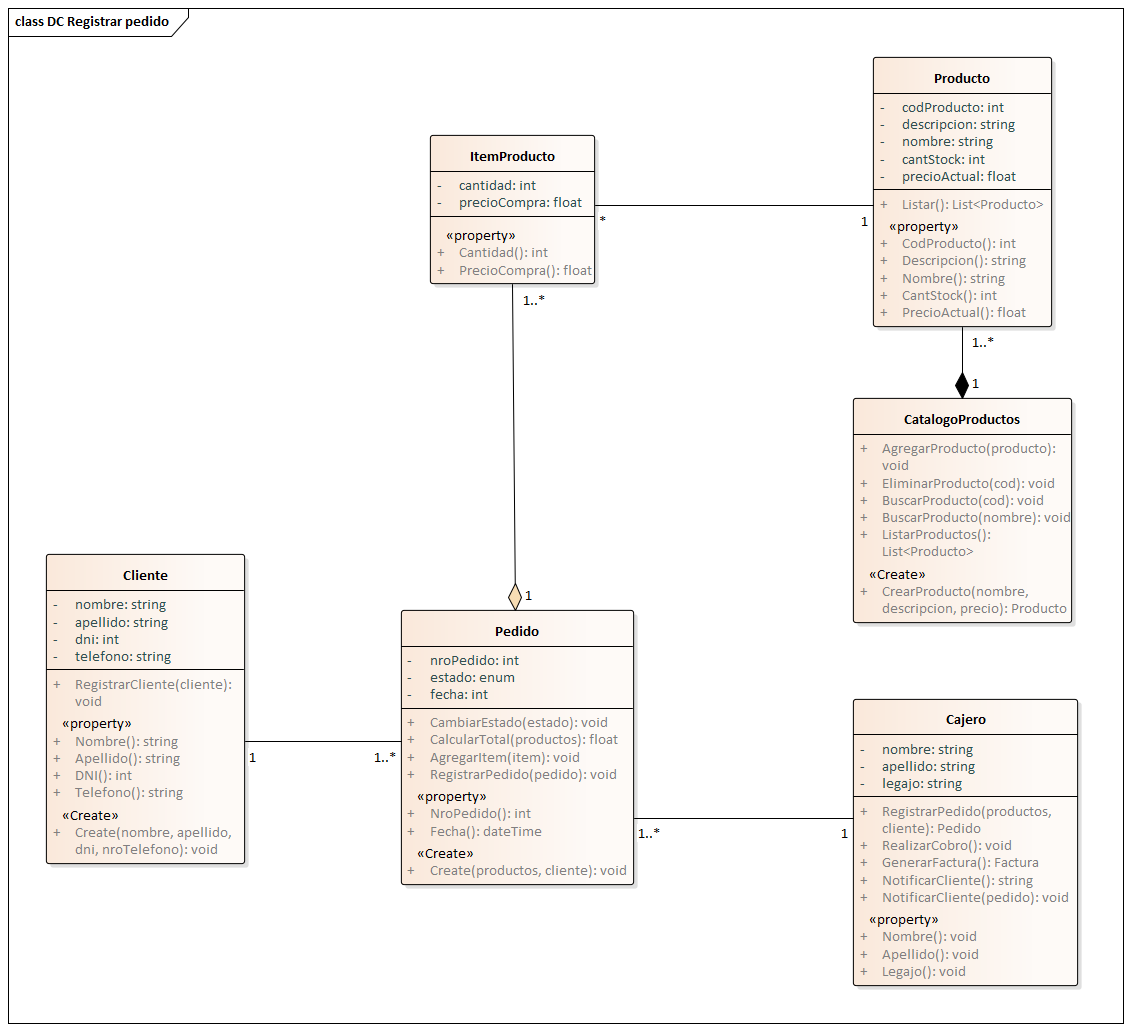 class DC Registrar pedido
Producto
- codProducto: int
- descripcion: string
- nombre: string
- cantStock: int
- precioActual: float
+ Listar(): List<Producto>
«property»
+ CodProducto(): int
+ Descripcion(): string
+ Nombre(): string
+ CantStock(): int
+ PrecioActual(): float
ItemProducto
- cantidad: int
- precioCompra: float
«property»
+ Cantidad(): int
+ PrecioCompra(): float
*
1
1..*
1..*
1
CatalogoProductos
+ AgregarProducto(producto):
void
+ EliminarProducto(cod): void
+ BuscarProducto(cod): void
+ BuscarProducto(nombre): void
+ ListarProductos():
List<Producto>
«Create»
+ CrearProducto(nombre,
descripcion, precio): Producto
Cliente
- nombre: string
- apellido: string
- dni: int
- telefono: string
+ RegistrarCliente(cliente):
void
«property»
+ Nombre(): string
+ Apellido(): string
+ DNI(): int
+ Telefono(): string
«Create»
+ Create(nombre, apellido,
dni, nroTelefono): void
1
1..*
1
Pedido
- nroPedido: int
- estado: enum
- fecha: int
+ CambiarEstado(estado): void
+ CalcularTotal(productos): float
+ AgregarItem(item): void
+ RegistrarPedido(pedido): void
«property»
+ NroPedido(): int
+ Fecha(): dateTime
«Create»
+ Create(productos, cliente): void
1..*
1
Cajero
- nombre: string
- apellido: string
- legajo: string
+ RegistrarPedido(productos,
cliente): Pedido
+ RealizarCobro(): void
+ GenerarFactura(): Factura
+ NotificarCliente(): string
+ NotificarCliente(pedido): void
«property»
+ Nombre(): void
+ Apellido(): void
+ Legajo(): void